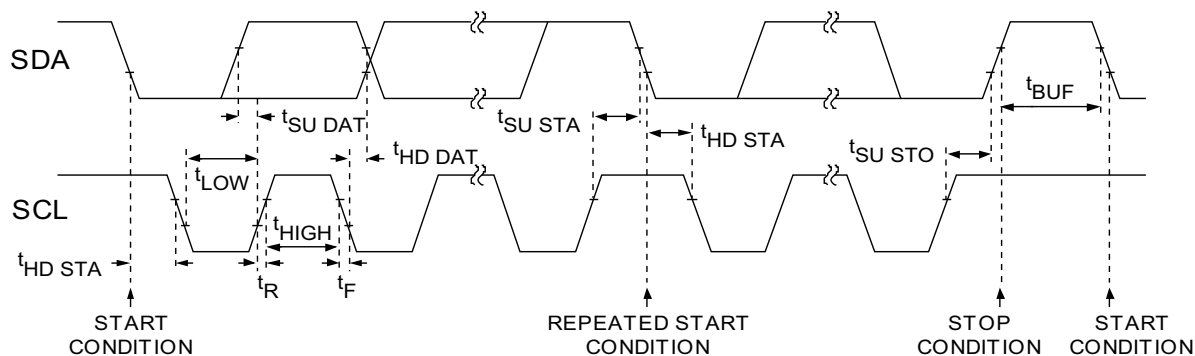 SDA
tSU DAT
tHD DAT
tSU STA
tHD STA
tSU STO
tBUF
SCL
tLOW
tHIGH
tHD STA
tR
tF
START
CONDITION
REPEATED START
CONDITION
STOP
CONDITION
START
CONDITION